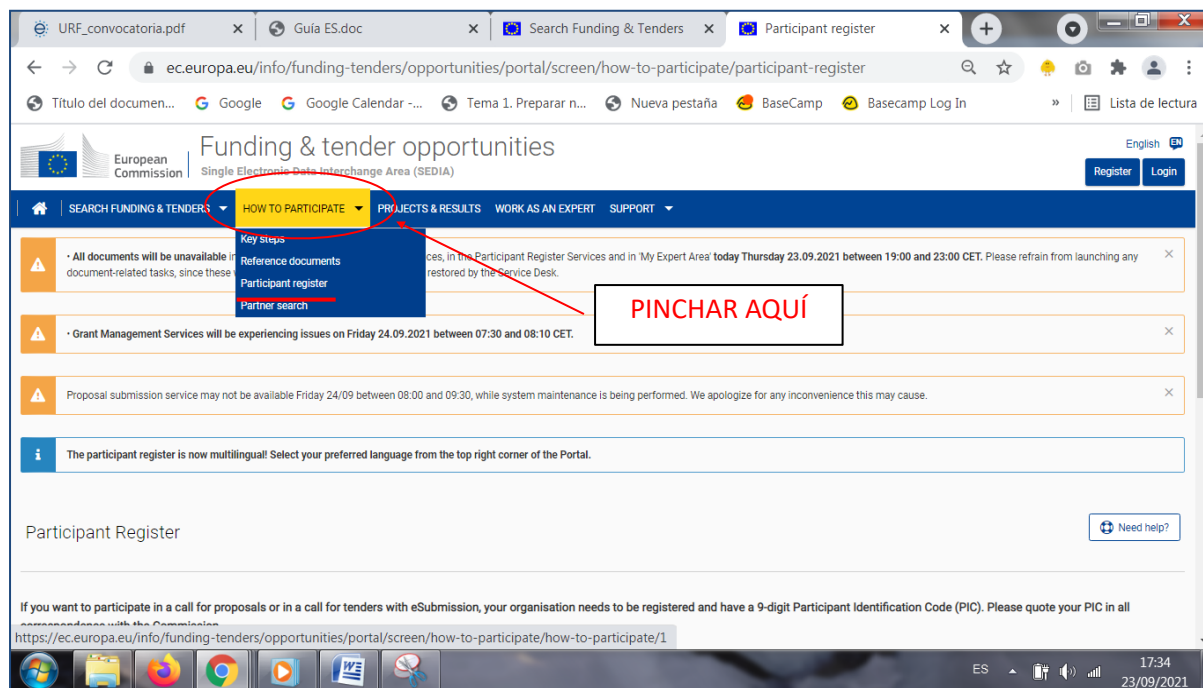 URF_convocatoria.pdf
Guía ES.doc
Search Funding & Tenders
Participant register
ec.europa.eu/info/funding-tenders/opportunities/portal/screen/how-to-participate/participant-register
Título del documen... Google Google Calendar -... Tema 1. Preparar n... Nueva pestaña BaseCamp Basecamp Log In » Lista de lectura
European
Commission
Funding & tender opportunities
Single Electronic Data Interchange Area (SEDIA)
English EN
Register Login
SEARCH FUNDING & TENDERS HOW TO PARTICIPATE PROJECTS & RESULTS WORK AS AN EXPERT SUPPORT
Key steps
Reference documents
Participant register
Partner search
· All documents will be unavailable in ces, in the Participant Register Services and in 'My Expert Area' today Thursday 23.09.2021 between 19:00 and 23:00 CET. Please refrain from launching any
document-related tasks, since these restored by the Service Desk.
PINCHAR AQUÍ
· Grant Management Services will be experiencing issues on Friday 24.09.2021 between 07:30 and 08:10 CET.
Proposal submission service may not be available Friday 24/09 between 08:00 and 09:30, while system maintenance is being performed. We apologize for any inconvenience this may cause.
i The participant register is now multilingual! Select your preferred language from the top right corner of the Portal.
Participant Register
Need help?
If you want to participate in a call for proposals or in a call for tenders with eSubmission, your organisation needs to be registered and have a 9-digit Participant Identification Code (PIC). Please quote your PIC in all
correspondence with the Commission
https://ec.europa.eu/info/funding-tenders/opportunities/portal/screen/how-to-participate/how-to-participate/1
ES
17:34
23/09/2021